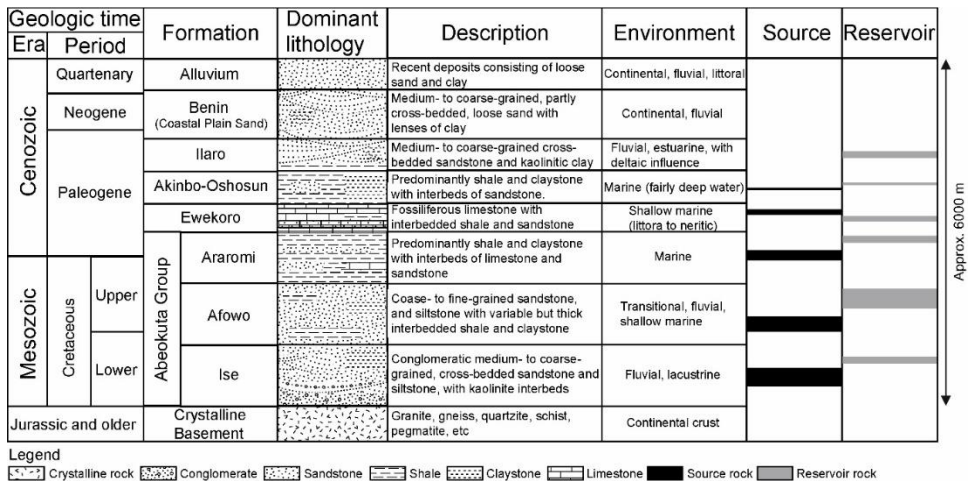 Geologic time
Era
Period
Formation
Dominant
lithology
Description
Environment
Source
Reservoir
Cenozoic
Quartenary
Alluvium
Recent deposits consisting of loose
sand and clay
Continental, fluvial, littoral
Neogene
Benin
(Coastal Plain Sand)
Medium- to coarse-grained, partly
cross-bedded, loose sand with
lenses of clay
Continental, fluvial
Paleogene
Ilaro
Medium- to coarse-grained cross-
bedded sandstone and kaolinitic clay
Fluvial, estuarine, with
deltaic influence
Akinbo-Oshosun
Predominantly shale and claystone
with interbeds of sandstone.
Marine (fairly deep water)
Ewekoro
Fossiliferous limestone with
interbedded shale and sandstone
Shallow marine
(littora to neritic)
Mesozoic
Cretaceous
Upper
Lower
Abeokuta Group
Araromi
Predominantly shale and claystone
with interbeds of limestone and
sandstone
Marine
Afowo
Coase- to fine-grained sandstone,
and siltstone with variable but thick
interbedded shale and claystone
Transitional, fluvial,
shallow marine
Ise
Conglomeratic medium- to coarse-
grained, cross-bedded sandstone and
siltstone, with kaolinite interbeds
Fluvial, lacustrine
Jurassic and older
Crystalline
Basement
Granite, gneiss, quartzite, schist,
pegmatite, etc
Continental crust
Approx. 6000 m
Legend
Crystalline rock
Conglomerate
Sandstone
Shale
Claystone
Limestone
Source rock
Reservoir rock